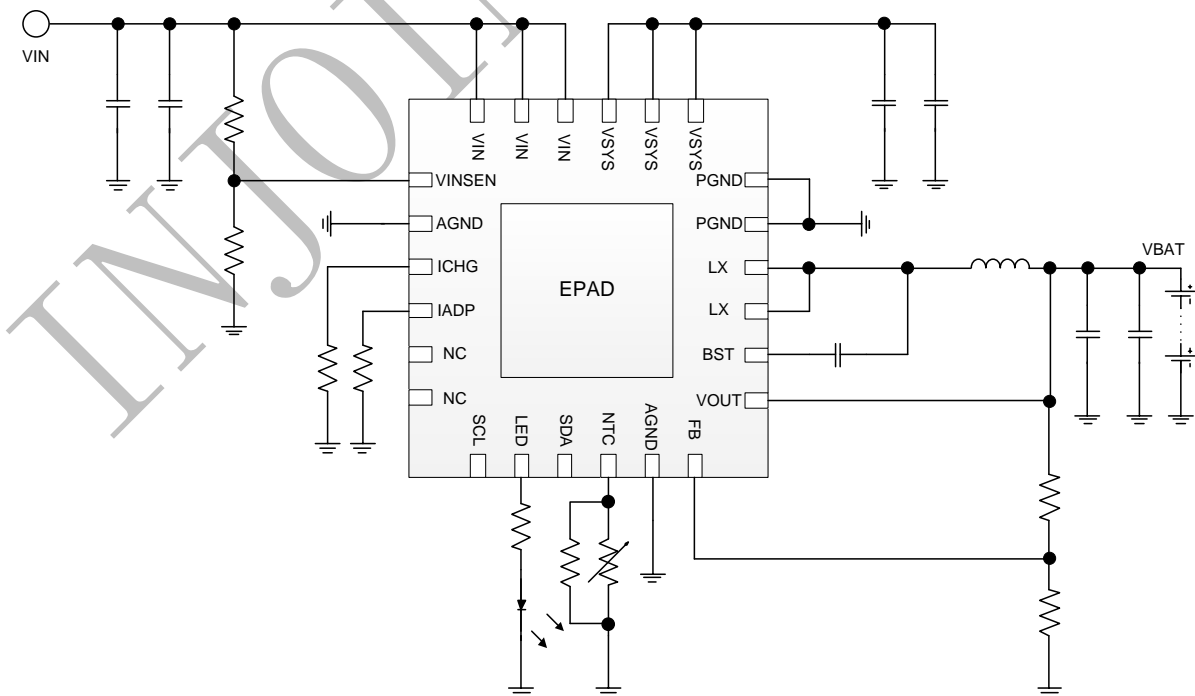 VIN
VIN
VIN
VIN
VSYS
VSYS
VSYS
VINSEN
AGND
ICHG
IADP
NC
NC
EPAD
PGND
PGND
LX
LX
BST
VOUT
VBAT
SCL
LED
SDA
NTC
AGND
FB
INJOI